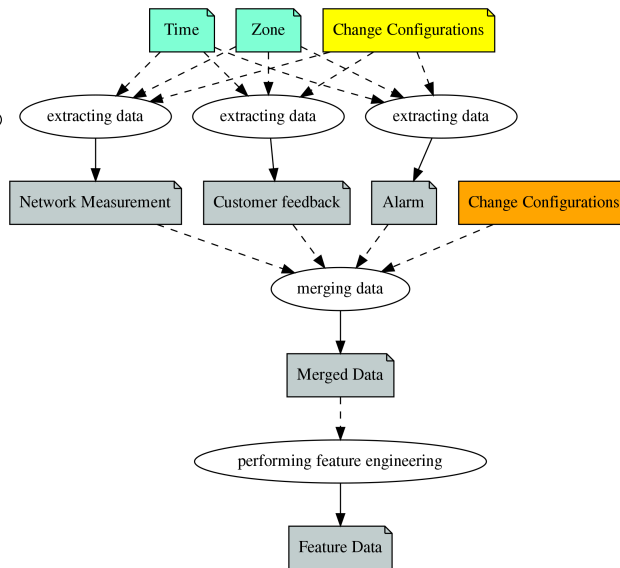 Time
Zone
Change Configurations
extracting data
extracting data
extracting data
Network Measurement
Customer feedback
Alarm
Change Configurations
merging data
Merged Data
performing feature engineering
Feature Data